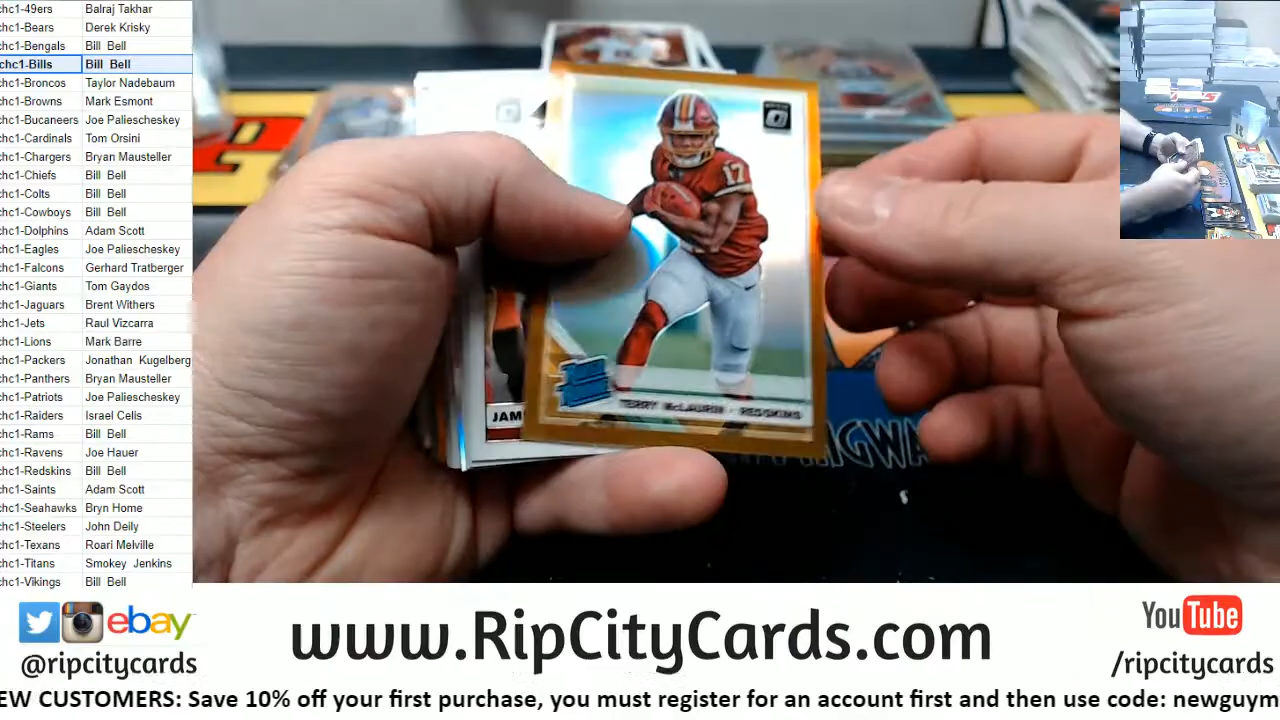 chc1-49ers Balraj Takhar
chc1-Bears Derek Krisky
chc1-Bengals Bill Bell
chc1-Bills Bill Bell
chc1-Broncos Taylor Nadebaum
chc1-Browns Mark Esmont
chc1-Bucaneers Joe Paliescheskey
chc1-Cardinals Tom Orsini
chc1-Chargers Bryan Mausteller
chc1-Chiefs Bill Bell
chc1-Colts Bill Bell
chc1-Cowboys Bill Bell
chc1-Dolphins Adam Scott
chc1-Eagles Joe Paliescheskey
chc1-Falcons Gerhard Tratberger
chc1-Giants Tom Gaydos
chc1-Jaguars Brent Withers
chc1-Jets Raul Vizcarra
chc1-Lions Mark Barre
chc1-Packers Jonathan Kugelberg
chc1-Panthers Bryan Mausteller
chc1-Patriots Joe Paliescheskey
chc1-Raiders Israel Celis
chc1-Rams Bill Bell
chc1-Ravens Joe Hauer
chc1-Redskins Bill Bell
chc1-Saints Adam Scott
chc1-Seahawks Bryn Home
chc1-Steelers John Deily
chc1-Texans Roari Melville
chc1-Titans Smokey Jenkins
chc1-Vikings Bill Bell
17
TERRY McLAURIN - REDSKINS
JAM
ebay
@ripcitycards
www.RipCityCards.com
YouTube
/ripcitycards
EW CUSTOMERS: Save 10% off your first purchase, you must register for an account first and then use code: newguym